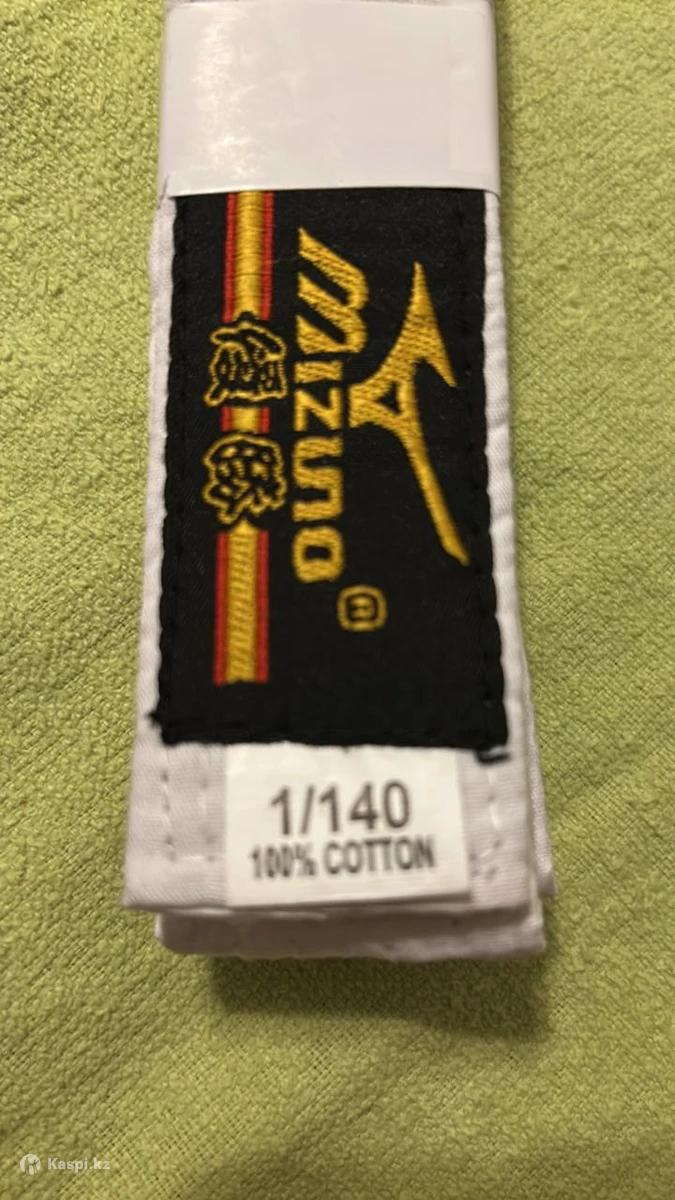 MIZUNO
®
1/140
100% COTTON
Kaspi.kz